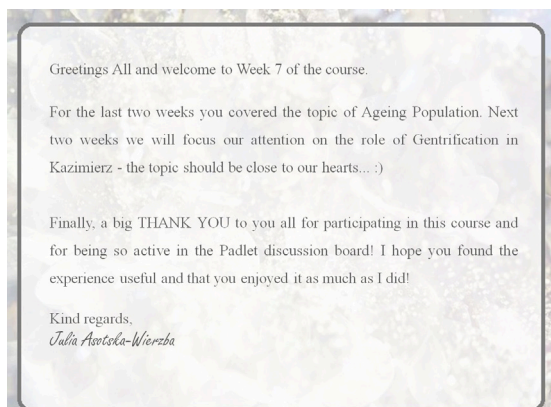 Greetings All and welcome to Week 7 of the course.
For the last two weeks you covered the topic of Ageing Population. Next
two weeks we will focus our attention on the role of Gentrification in
Kazimierz - the topic should be close to our hearts... :)
Finally, a big THANK YOU to you all for participating in this course and
for being so active in the Padlet discussion board! I hope you found the
experience useful and that you enjoyed it as much as I did!
Kind regards,
Julia Asotska-Wierzba